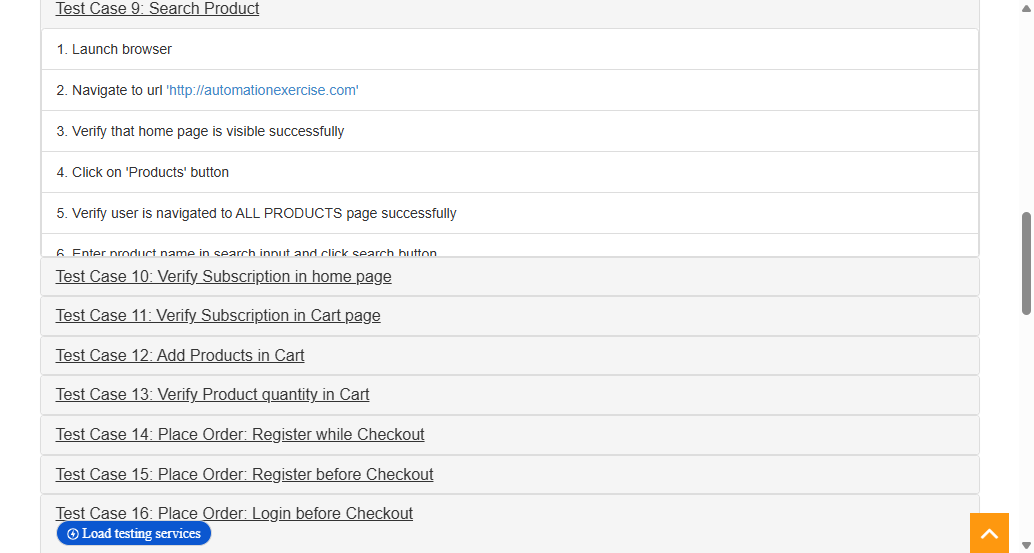 Test Case 9: Search Product
1. Launch browser
2. Navigate to url 'http://automationexercise.com'
3. Verify that home page is visible successfully
4. Click on 'Products' button
5. Verify user is navigated to ALL PRODUCTS page successfully
6. Enter product name in search input and click search button
Test Case 10: Verify Subscription in home page
Test Case 11: Verify Subscription in Cart page
Test Case 12: Add Products in Cart
Test Case 13: Verify Product quantity in Cart
Test Case 14: Place Order: Register while Checkout
Test Case 15: Place Order: Register before Checkout
Test Case 16: Place Order: Login before Checkout
Load testing services